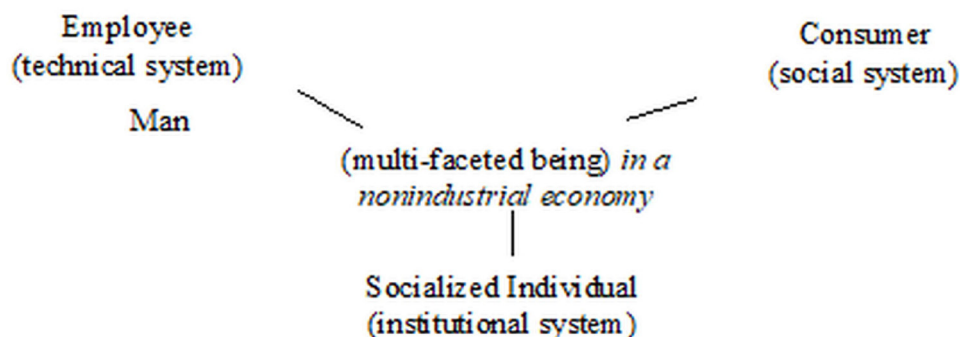 Employee
(technical system)
Consumer
(social system)
Man
(multi-faceted being) in a
nonindustrial economy
Socialized Individual
(institutional system)